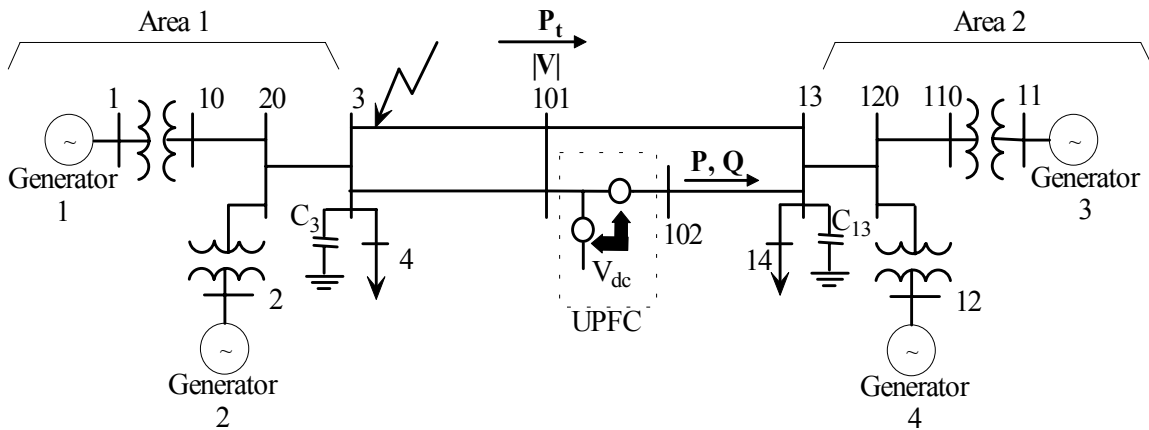 Area 1
P_t
Area 2
|V|
1
10
20
3
101
13
120
110
11
~
~
Generator
1
P, Q
Generator
3
C_3
4
102
14
C_13
V_dc
2
UPFC
12
~
~
Generator
2
Generator
4